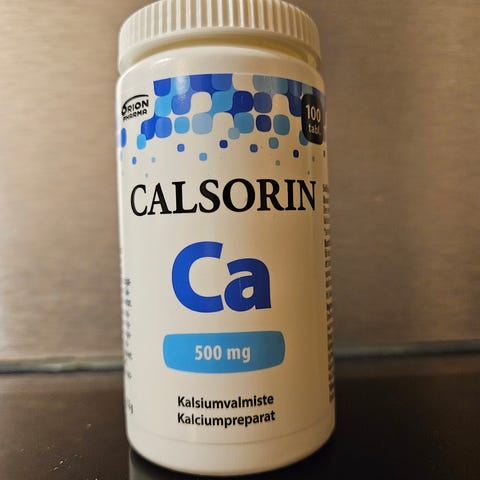 ORION
PHARMA
100
tabl.
CALSORIN
Ca
500 mg
Kalsiumvalmiste
Kalciumpreparat